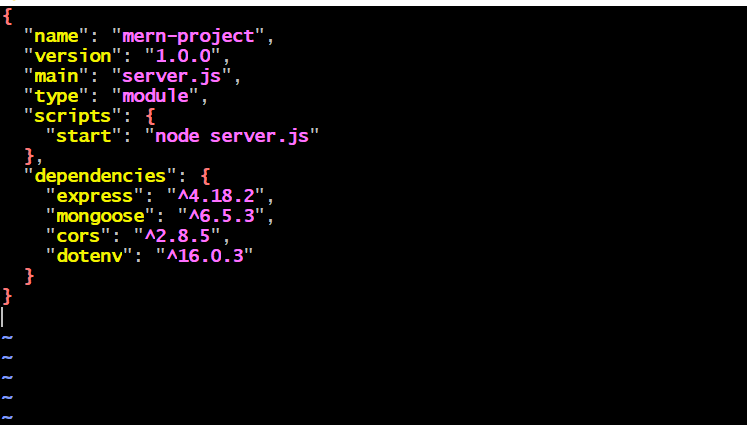 {
  "name": "mern-project",
  "version": "1.0.0",
  "main": "server.js",
  "type": "module",
  "scripts": {
    "start": "node server.js"
  },
  "dependencies": {
    "express": "^4.18.2",
    "mongoose": "^6.5.3",
    "cors": "^2.8.5",
    "dotenv": "^16.0.3"
  }
}
~
~
~
~
~